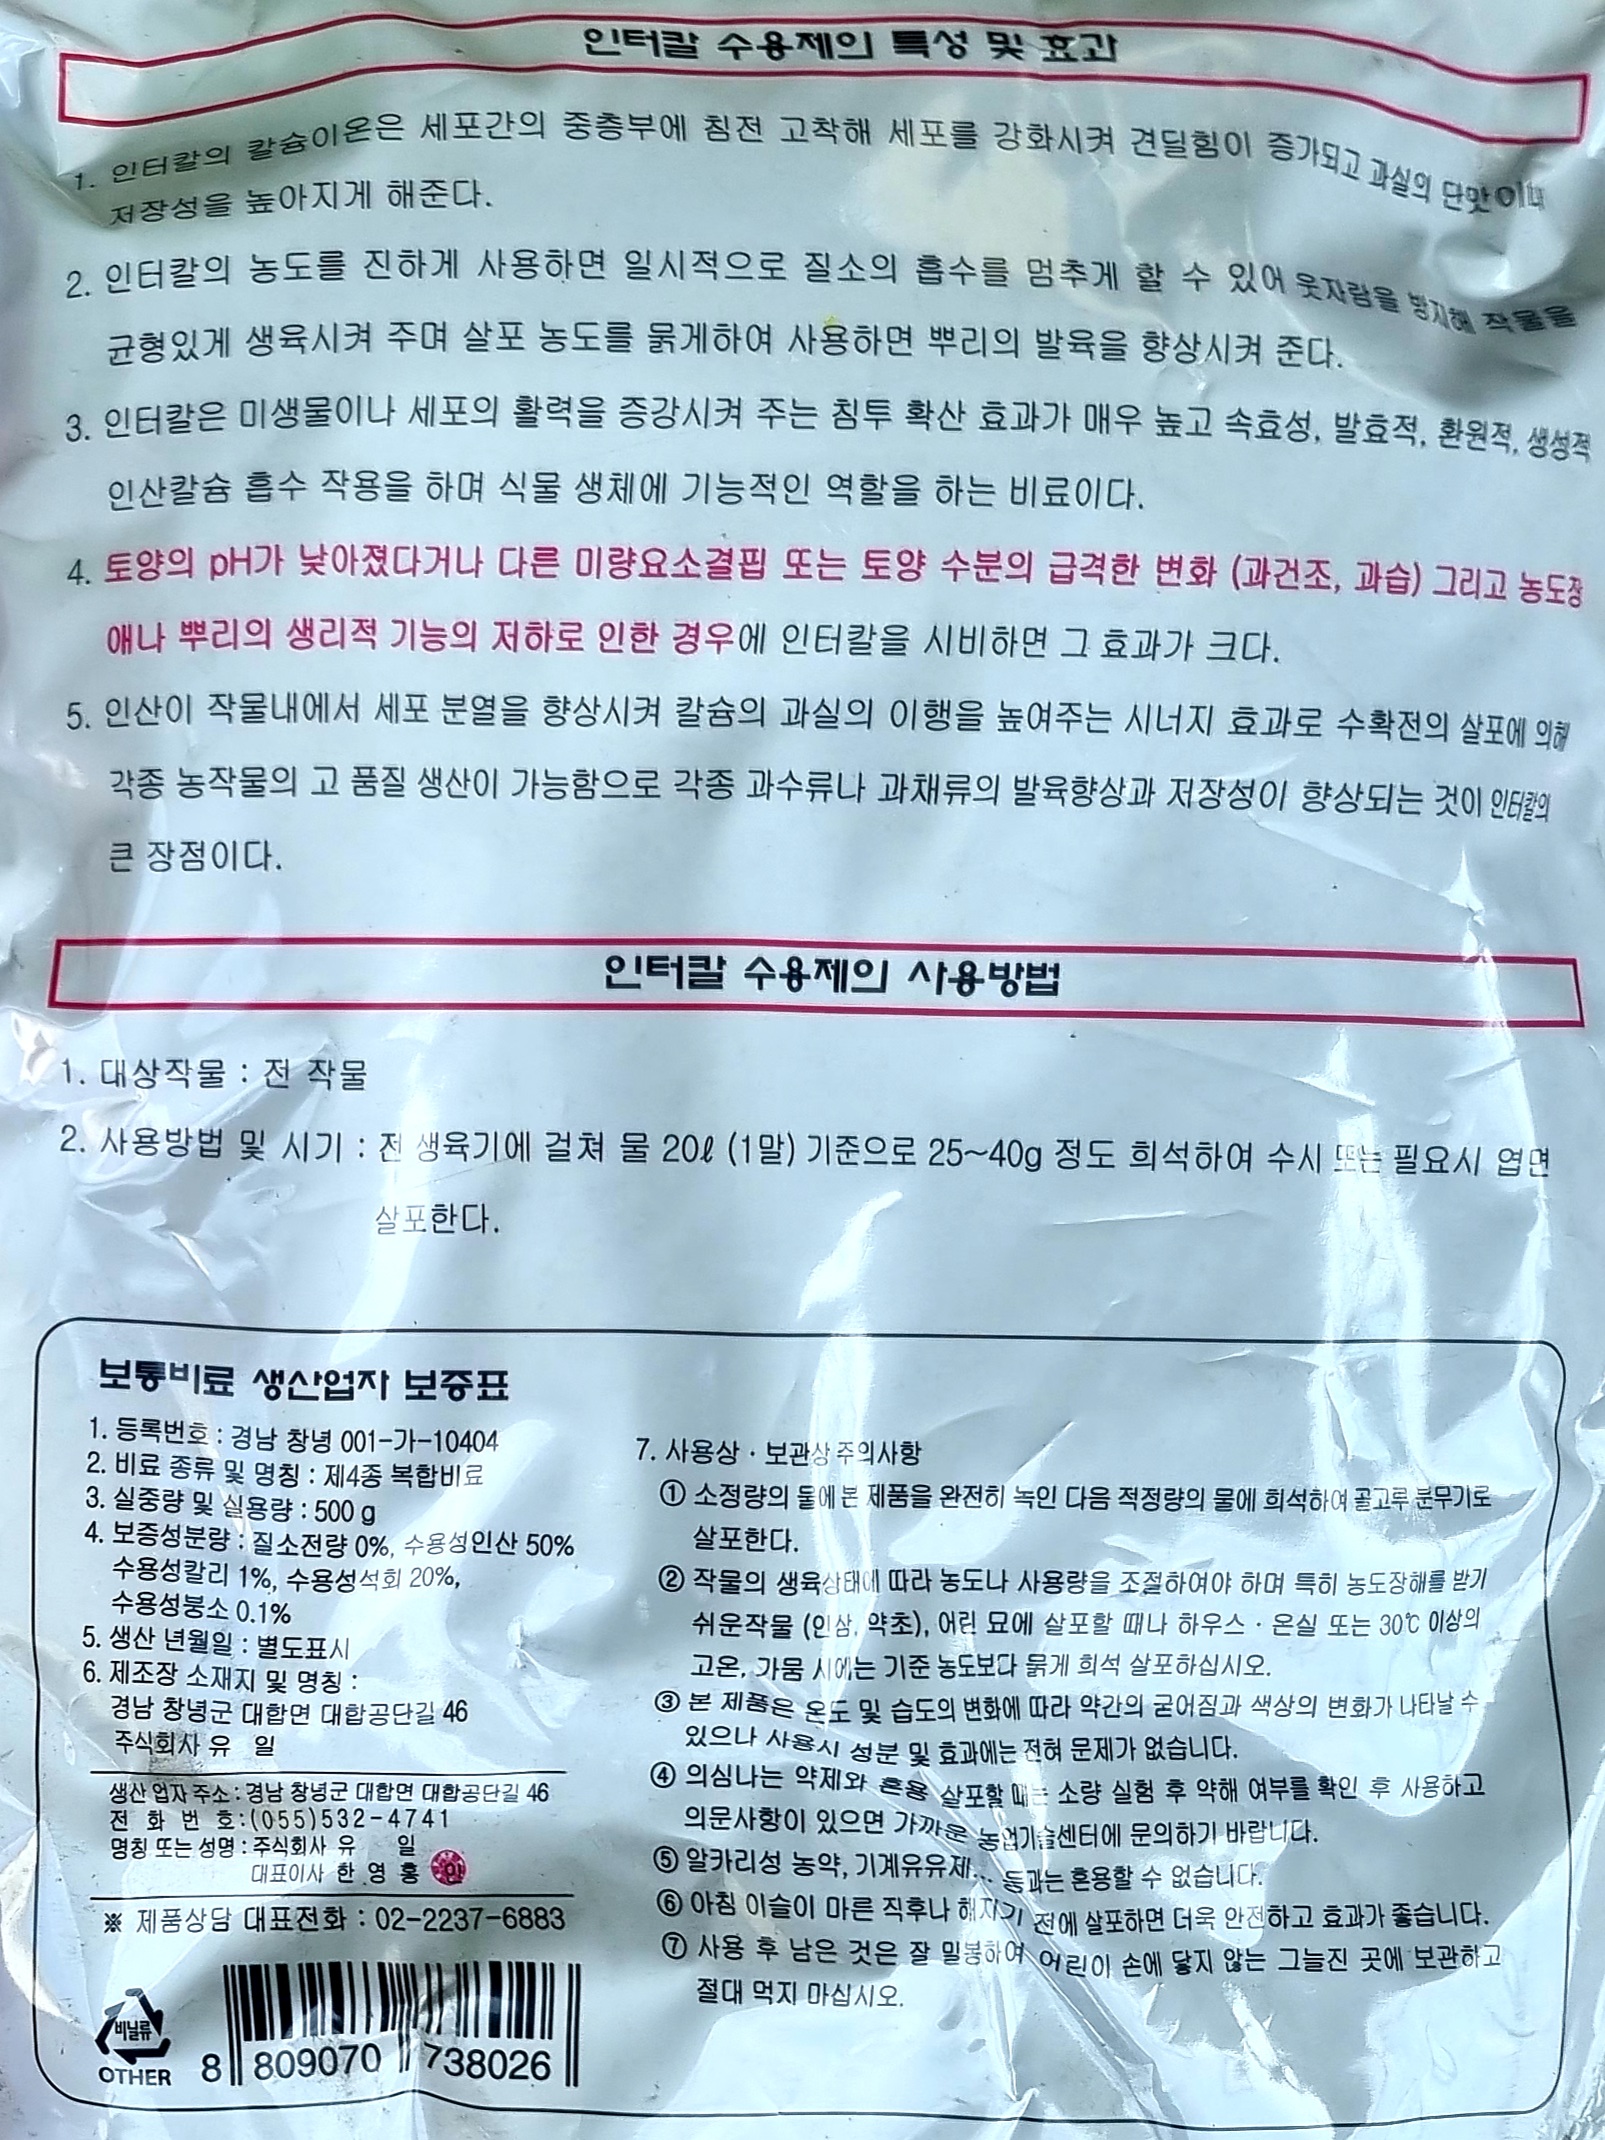 인터칼 수용제의 특성 및 효과
1. 인터칼의 칼슘이온은 세포간의 중층부에 침전 고착해 세포를 강화시켜 견딜힘이 증가되고 과실의 단맛이나
저장성을 높아지게 해준다.
2. 인터칼의 농도를 진하게 사용하면 일시적으로 질소의 흡수를 멈추게 할 수 있어 웃자람을 방지해 작물을
균형있게 생육시켜 주며 살포 농도를 묽게하여 사용하면 뿌리의 발육을 향상시켜 준다.
3. 인터칼은 미생물이나 세포의 활력을 증강시켜 주는 침투 확산 효과가 매우 높고 속효성, 발효적, 환원적, 생성적
인산칼슘 흡수 작용을 하며 식물 생체에 기능적인 역할을 하는 비료이다.
4. 토양의 pH가 낮아졌다거나 다른 미량요소결핍 또는 토양 수분의 급격한 변화 (과건조, 과습) 그리고 농도장
애나 뿌리의 생리적 기능의 저하로 인한 경우에 인터칼을 시비하면 그 효과가 크다.
5. 인산이 작물내에서 세포 분열을 향상시켜 칼슘의 과실의 이행을 높여주는 시너지 효과로 수확전의 살포에 의해
각종 농작물의 고 품질 생산이 가능함으로 각종 과수류나 과채류의 발육향상과 저장성이 향상되는 것이 인터칼의
큰 장점이다.
인터칼 수용제의 사용방법
1. 대상작물 : 전 작물
2. 사용방법 및 시기 : 전 생육기에 걸쳐 물 20ℓ (1말) 기준으로 25~40g 정도 희석하여 수시 또는 필요시 엽면
살포한다.
보통비료 생산업자 보증표
1. 등록번호 : 경남 창녕 001-가-10404
2. 비료 종류 및 명칭 : 제4종 복합비료
3. 실중량 및 실용량 : 500 g
4. 보증성분량 : 질소전량 0%, 수용성인산 50%
수용성칼리 1%, 수용성석회 20%,
수용성붕소 0.1%
5. 생산 년월일 : 별도표시
6. 제조장 소재지 및 명칭 :
경남 창녕군 대합면 대합공단길 46
주식회사 유 일
생산업자 주소 : 경남 창녕군 대합면 대합공단길 46
전 화 번 호:(055)532-4741
명칭 또는 성명 : 주식회사 유 일
대표이사 한 영 홍 인
※ 제품상담 대표전화 : 02-2237-6883
비닐류
OTHER
8 809070 738026
7. 사용상 · 보관상 주의사항
① 소정량의 물에 본 제품을 완전히 녹인 다음 적정량의 물에 희석하여 골고루 분무기로
살포한다.
② 작물의 생육상태에 따라 농도나 사용량을 조절하여야 하며 특히 농도장해를 받기
쉬운작물 (인삼, 약초), 어린 묘에 살포할 때나 하우스 · 온실 또는 30℃ 이상의
고온, 가뭄 시에는 기준 농도보다 묽게 희석 살포하십시오.
③ 본 제품은 온도 및 습도의 변화에 따라 약간의 굳어짐과 색상의 변화가 나타날 수
있으나 사용시 성분 및 효과에는 전혀 문제가 없습니다.
④ 의심나는 약제와 혼용 살포할 때는 소량 실험 후 약해 여부를 확인 후 사용하고
의문사항이 있으면 가까운 농업기술센터에 문의하기 바랍니다.
⑤ 알카리성 농약, 기계유유제... 등과는 혼용할 수 없습니다.
⑥ 아침 이슬이 마른 직후나 해지기 전에 살포하면 더욱 안전하고 효과가 좋습니다.
⑦ 사용 후 남은 것은 잘 밀봉하여 어린이 손에 닿지 않는 그늘진 곳에 보관하고
절대 먹지 마십시오.